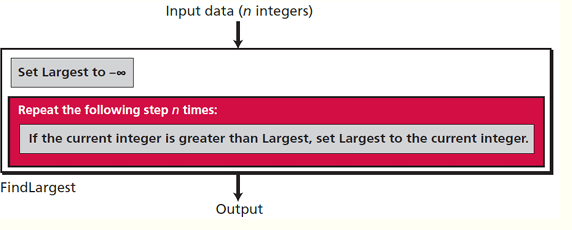 Input data (n integers)
Set Largest to –∞
Repeat the following step n times:
If the current integer is greater than Largest, set Largest to the current integer.
FindLargest
Output